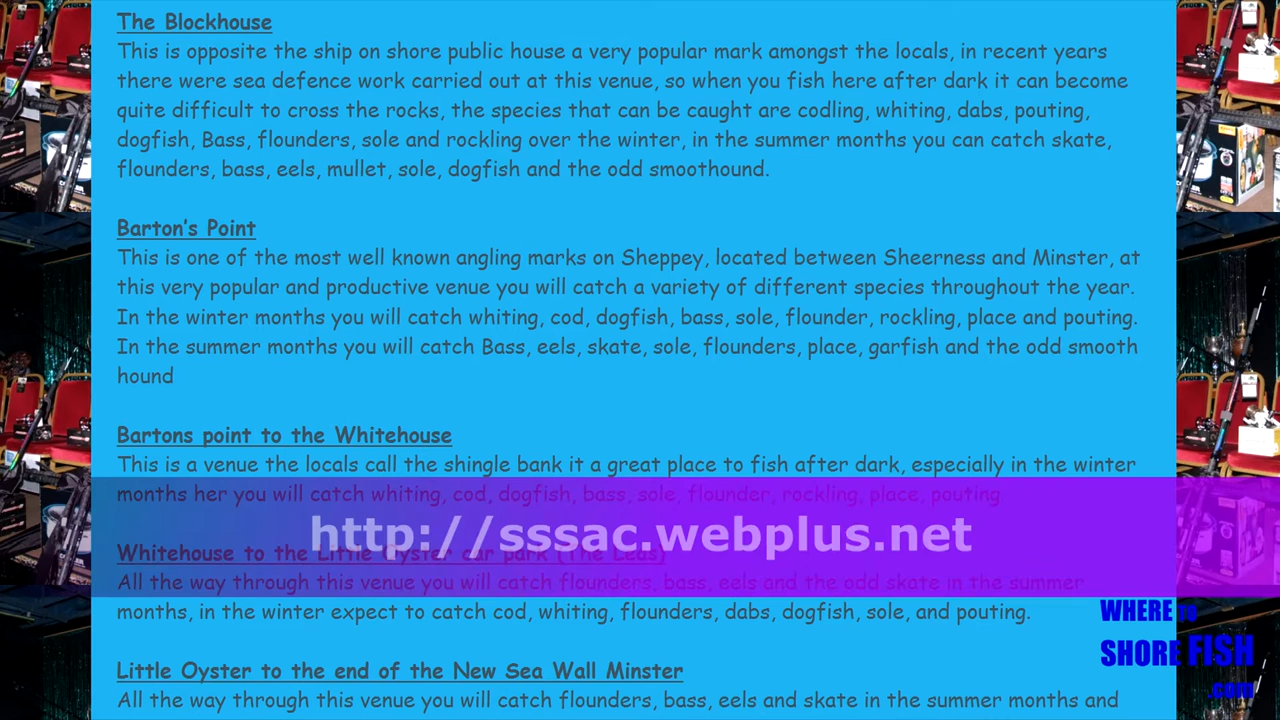 The Blockhouse
This is opposite the ship on shore public house a very popular mark amongst the locals, in recent years
there were sea defence work carried out at this venue, so when you fish here after dark it can become
quite difficult to cross the rocks, the species that can be caught are codling, whiting, dabs, pouting,
dogfish, Bass, flounders, sole and rockling over the winter, in the summer months you can catch skate,
flounders, bass, eels, mullet, sole, dogfish and the odd smoothound.
Barton’s Point
This is one of the most well known angling marks on Sheppey, located between Sheerness and Minster, at
this very popular and productive venue you will catch a variety of different species throughout the year.
In the winter months you will catch whiting, cod, dogfish, bass, sole, flounder, rockling, place and pouting.
In the summer months you will catch Bass, eels, skate, sole, flounders, place, garfish and the odd smooth
hound
Bartons point to the Whitehouse
This is a venue the locals call the shingle bank it a great place to fish after dark, especially in the winter
months her you will catch whiting, cod, dogfish, bass, sole, flounder, rockling, place, pouting
http://sssac.webplus.net
Whitehouse to the Little Oyster car park (The Leas)
All the way through this venue you will catch flounders, bass, eels and the odd skate in the summer
months, in the winter expect to catch cod, whiting, flounders, dabs, dogfish, sole, and pouting.
WHERE TO
SHORE FISH
.com
Little Oyster to the end of the New Sea Wall Minster
All the way through this venue you will catch flounders, bass, eels and skate in the summer months and